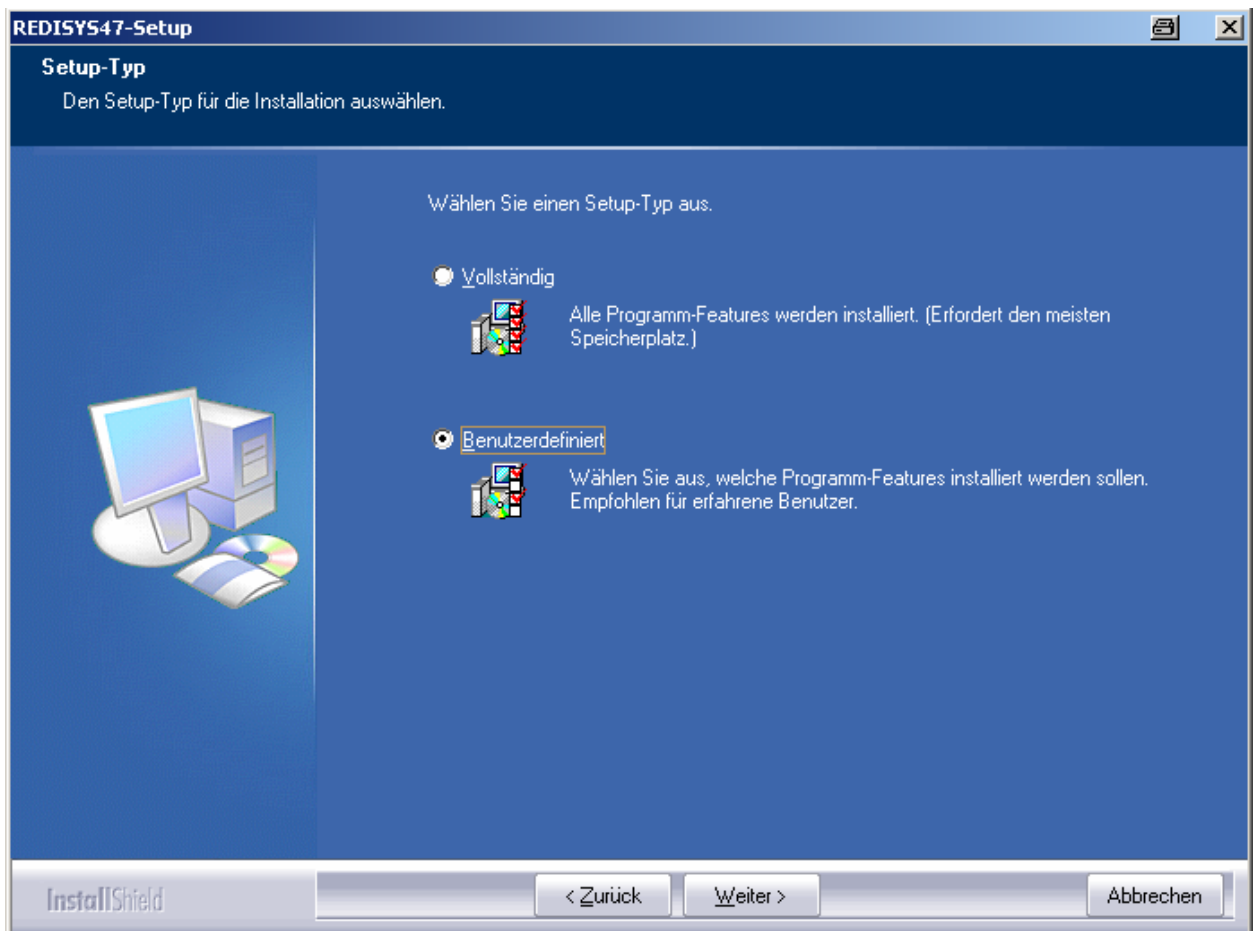 REDISYS47-Setup
Setup-Typ
Den Setup-Typ für die Installation auswählen.
Wählen Sie einen Setup-Typ aus.
Vollständig
Alle Programm-Features werden installiert. (Erfordert den meisten
Speicherplatz.)
Benutzerdefiniert
Wählen Sie aus, welche Programm-Features installiert werden sollen.
Empfohlen für erfahrene Benutzer.
InstallShield
< Zurück
Weiter >
Abbrechen